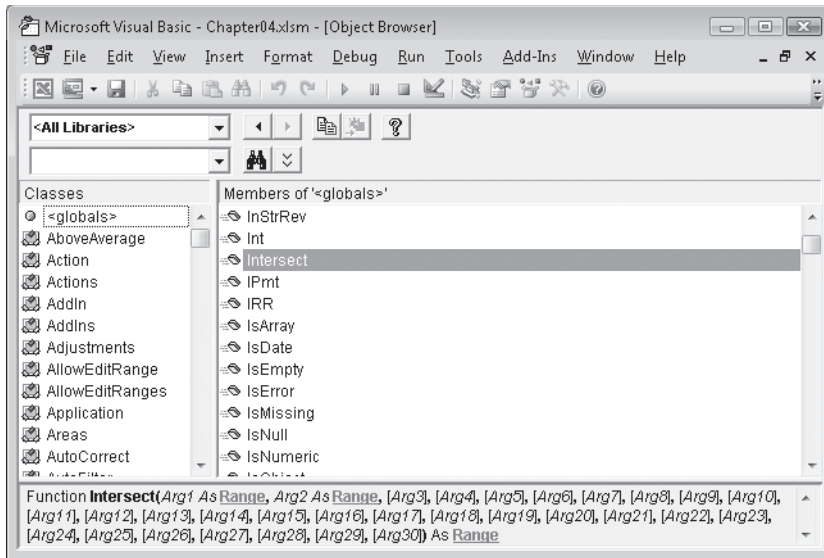 Microsoft Visual Basic - Chapter04.xlsm - [Object Browser]
File Edit View Insert Format Debug Run Tools Add-Ins Window Help
<All Libraries>
Classes
Members of '<globals>'
<globals>
AboveAverage
Action
Actions
AddIn
AddIns
Adjustments
AllowEditRange
AllowEditRanges
Application
Areas
AutoCorrect
AutoFilter
InStrRev
Int
Intersect
IPmt
IRR
IsArray
IsDate
IsEmpty
IsError
IsMissing
IsNull
IsNumeric
IsObject
Function Intersect(Arg1 As Range, Arg2 As Range, [Arg3], [Arg4], [Arg5], [Arg6], [Arg7], [Arg8], [Arg9], [Arg10],
[Arg11], [Arg12], [Arg13], [Arg14], [Arg15], [Arg16], [Arg17], [Arg18], [Arg19], [Arg20], [Arg21], [Arg22], [Arg23],
[Arg24], [Arg25], [Arg26], [Arg27], [Arg28], [Arg29], [Arg30]) As Range